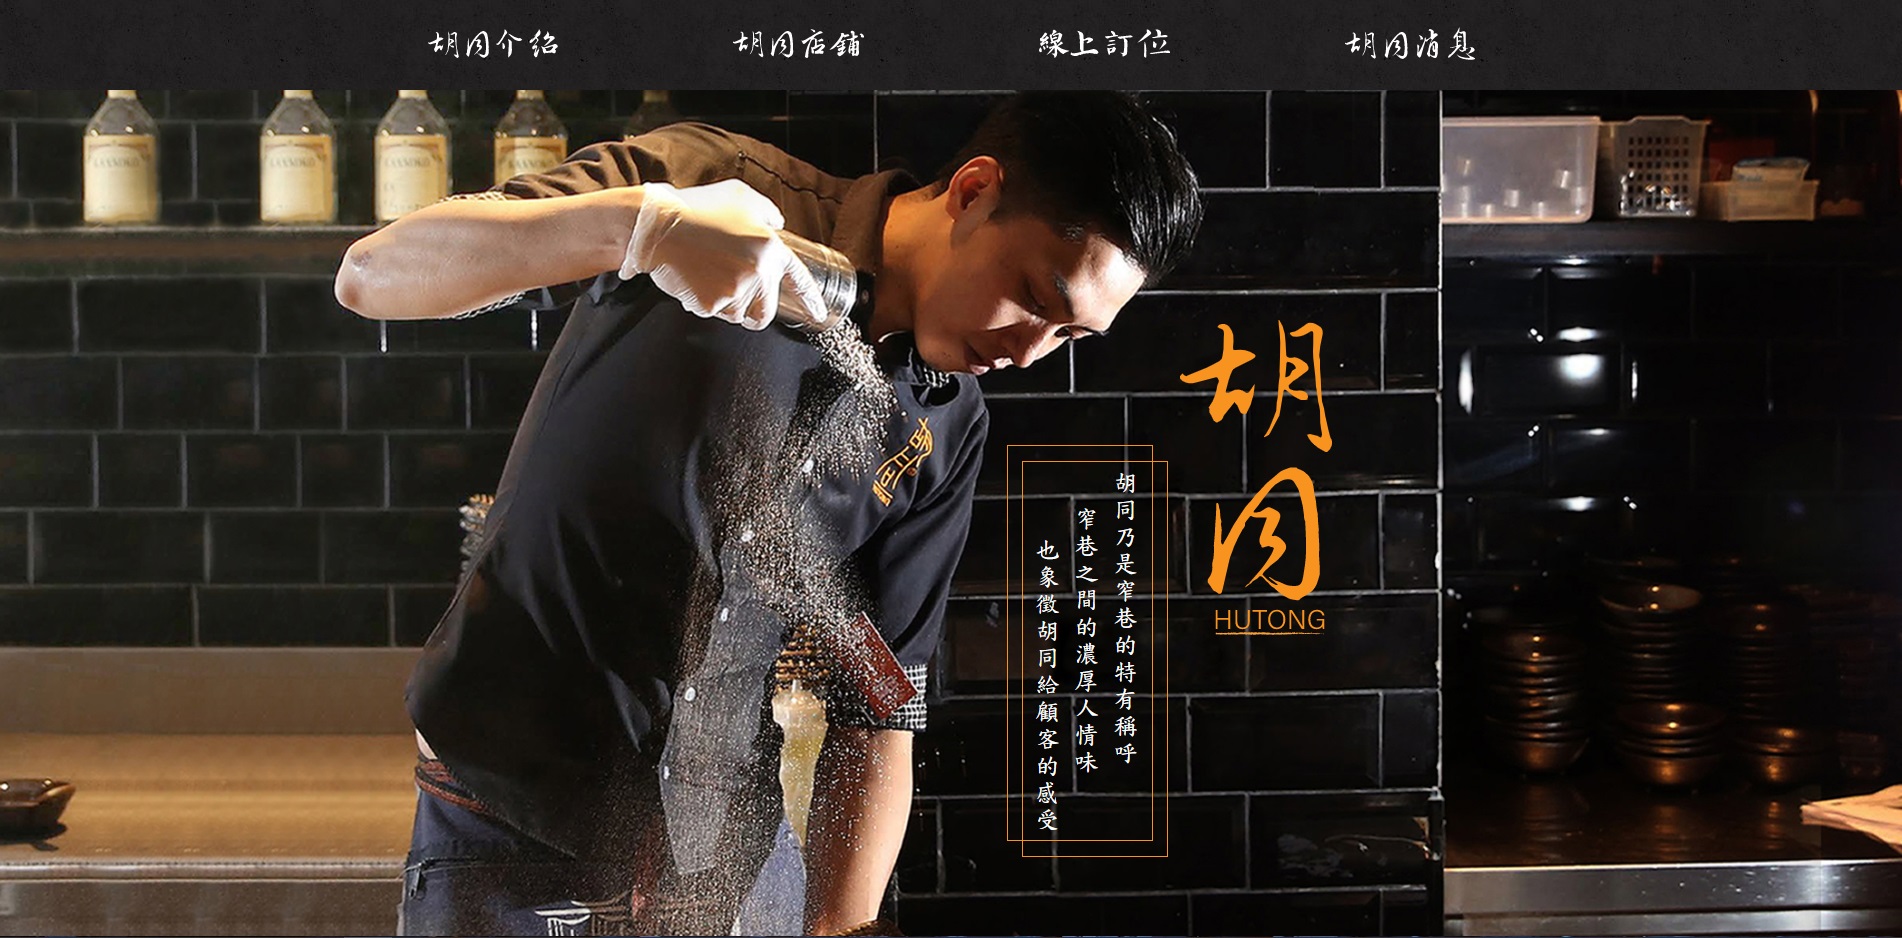 胡同介紹
胡同店鋪
線上訂位
胡同消息
胡同
HUTONG
胡同乃是窄巷的特有稱呼
窄巷之間的濃厚人情味
也象徵胡同給顧客的感受